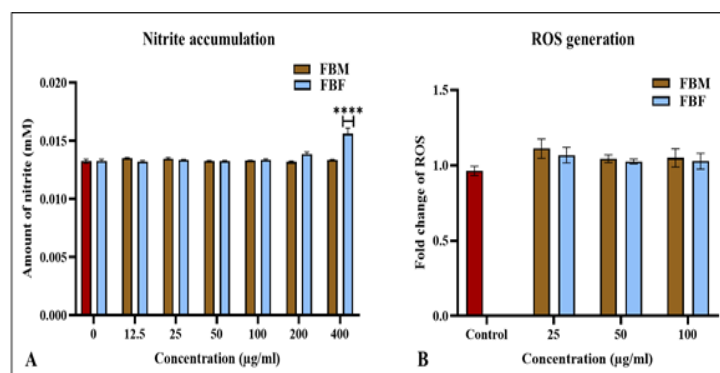 Nitrite accumulation
FBM
FBF
****
0.020
0.015
0.010
0.005
0.000
Amount of nitrite (mM)
0 12.5 25 50 100 200 400
Concentration (µg/ml)
A
ROS generation
FBM
FBF
1.5
1.0
0.5
0.0
Fold change of ROS
Control 25 50 100
Concentration (µg/ml)
B